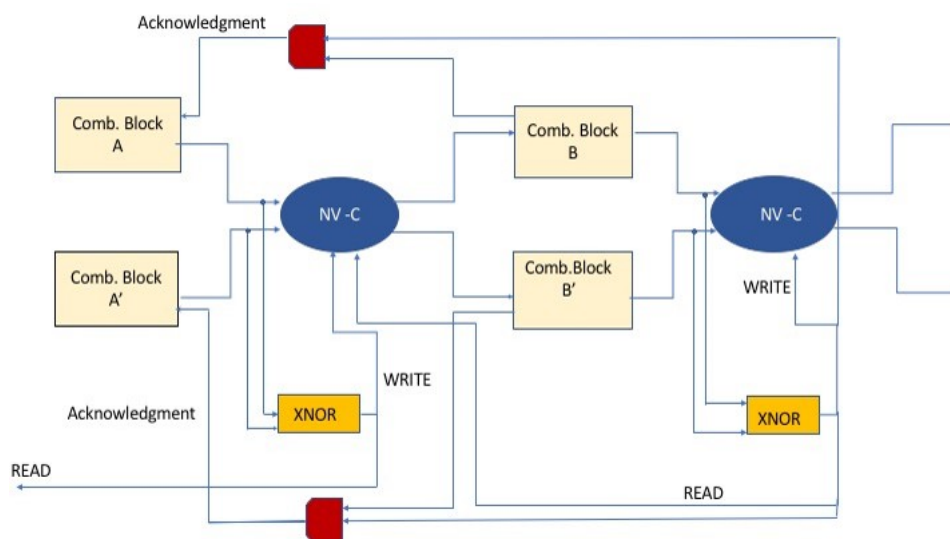 Acknowledgment
Comb. Block
A
Comb. Block
B
NV -C
NV -C
Comb. Block
A’
Comb.Block
B’
WRITE
WRITE
XNOR
XNOR
Acknowledgment
READ
READ